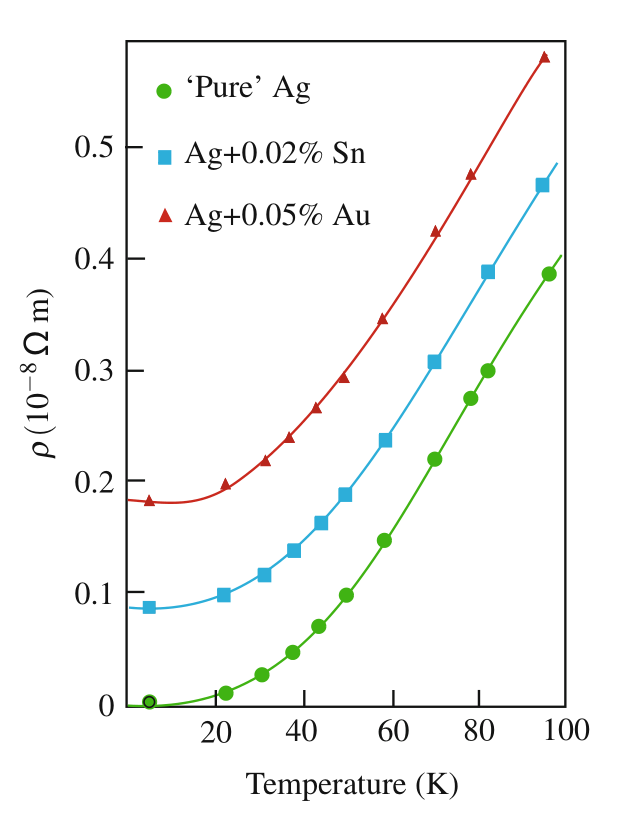 ‘Pure’ Ag
Ag+0.02% Sn
Ag+0.05% Au
0.5
0.4
0.3
0.2
0.1
0
ρ (10⁻⁸ Ω m)
20 40 60 80 100
Temperature (K)